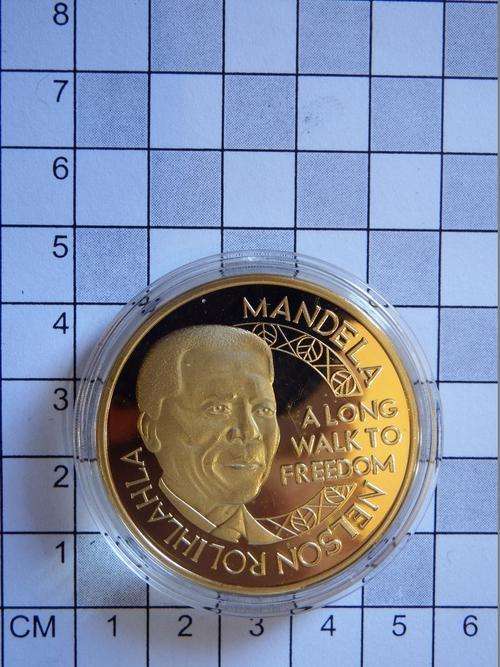 8
7
6
5
4
3
2
1
CM 1 2 3 4 5 6
MANDELA
A LONG
WALK TO
FREEDOM
NELSON ROLIHLAHLA